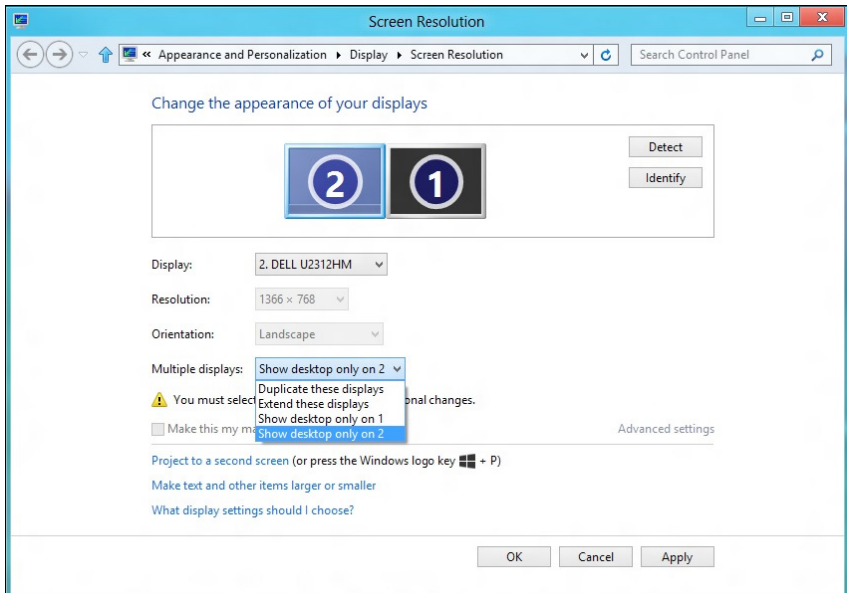 Screen Resolution
« Appearance and Personalization Display Screen Resolution
Search Control Panel
Change the appearance of your displays
2
1
Detect
Identify
Display: 2. DELL U2312HM
Resolution: 1366 × 768
Orientation: Landscape
Multiple displays: Show desktop only on 2
Duplicate these displays
Extend these displays
Show desktop only on 1
Show desktop only on 2
You must select onal changes.
Make this my
Advanced settings
Project to a second screen (or press the Windows logo key + P)
Make text and other items larger or smaller
What display settings should I choose?
OK Cancel Apply